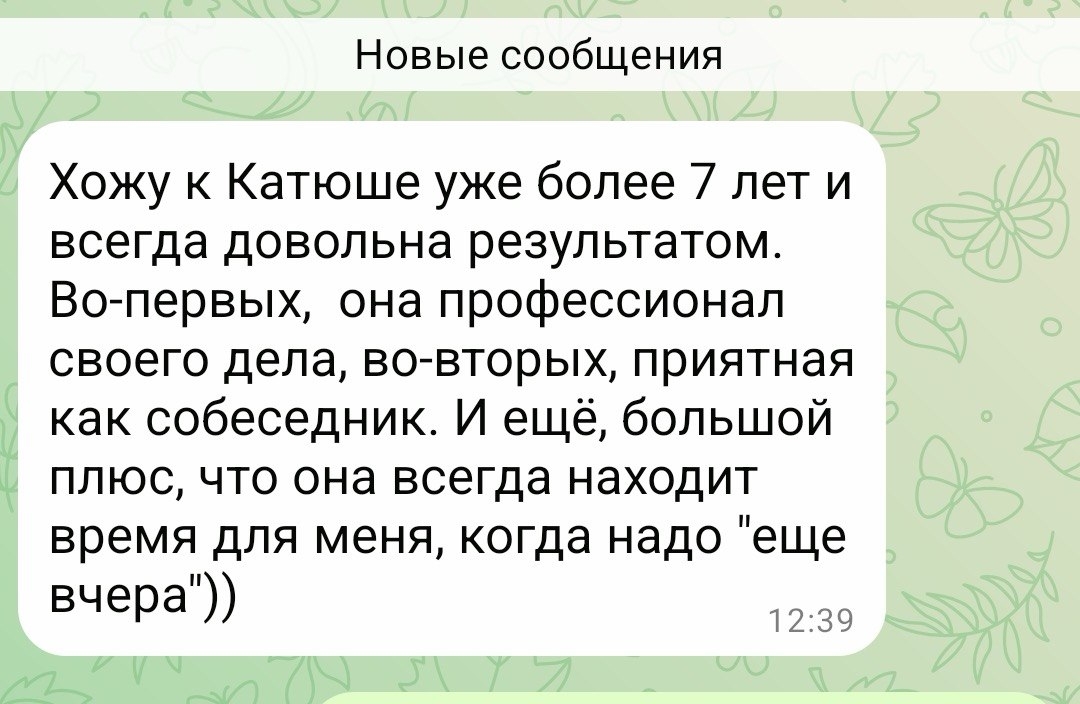 Новые сообщения
Хожу к Катюше уже более 7 лет и
всегда довольна результатом.
Во-первых,  она профессионал
своего дела, во-вторых, приятная
как собеседник. И ещё, большой
плюс, что она всегда находит
время для меня, когда надо "еще
вчера"))
12:39